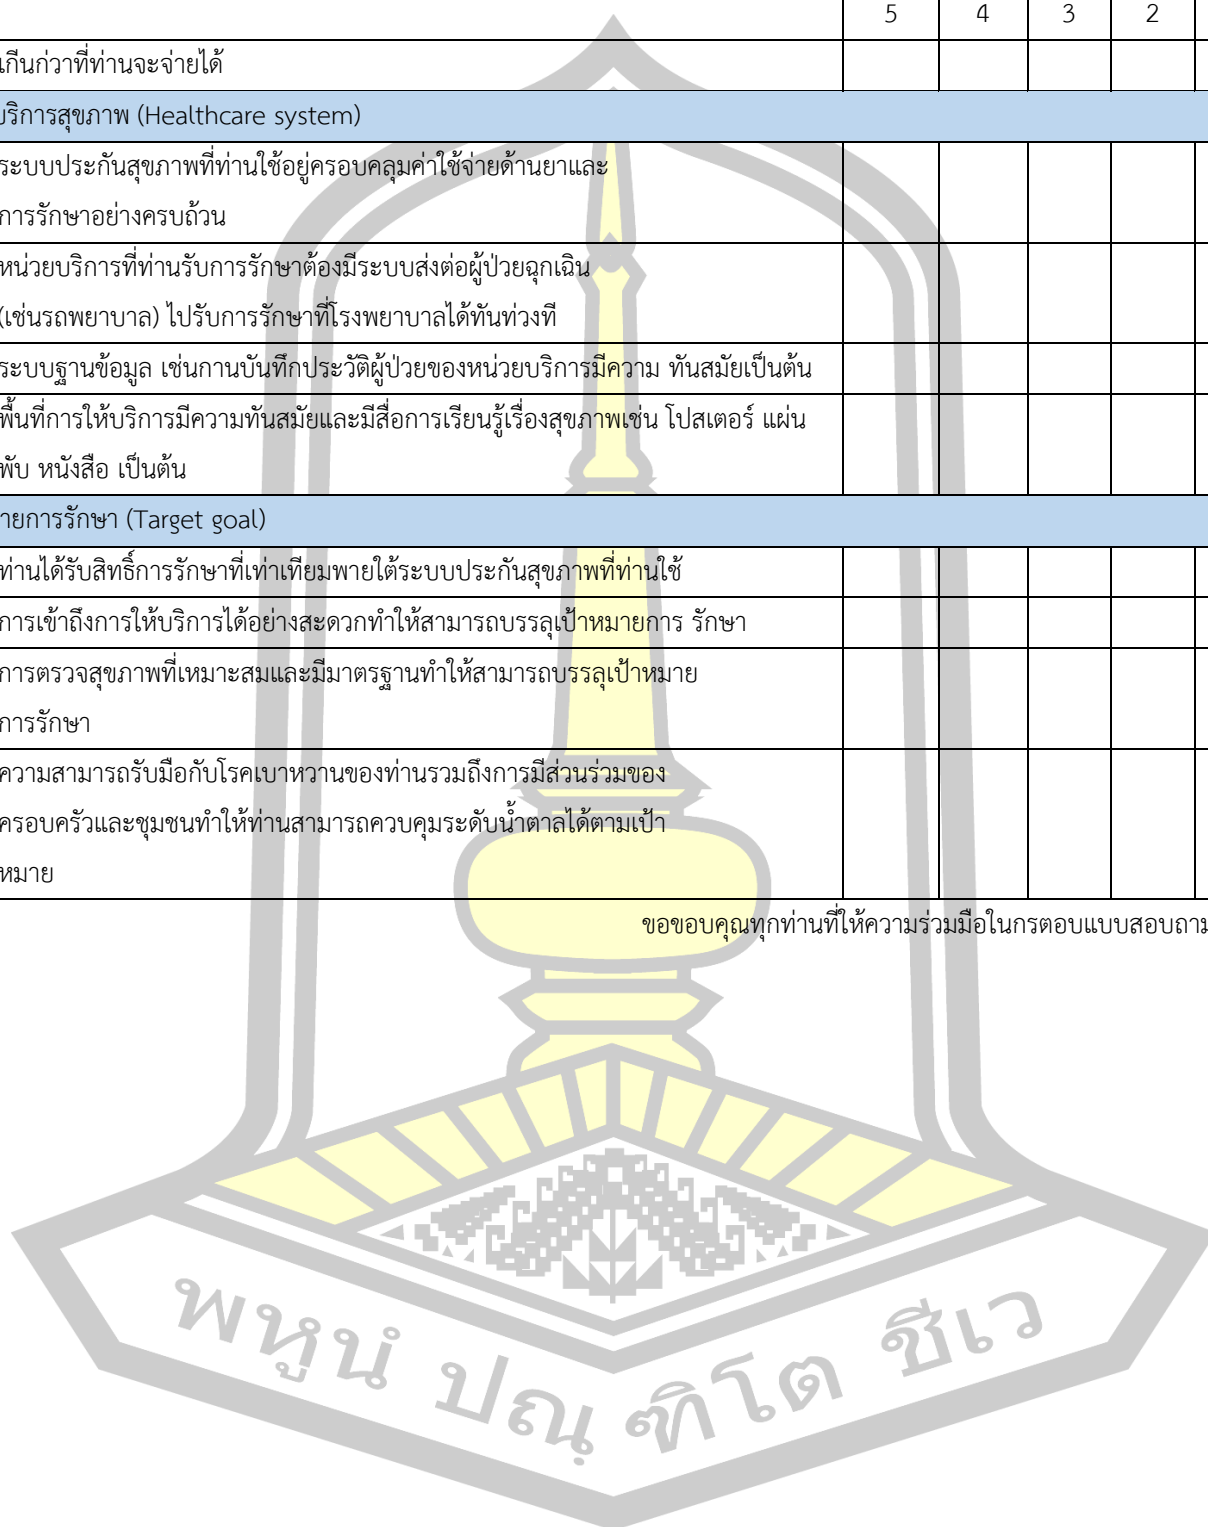 5 4 3 2
เกีนก่วาที่ท่านจะจ่ายได้
บริการสุขภาพ (Healthcare system)
ระบบประกันสุขภาพที่ท่านใช้อยู่ครอบคลุมค่าใช้จ่ายด้านยาและ
การรักษาอย่างครบถ้วน
หน่วยบริการที่ท่านรับการรักษาต้องมีระบบส่งต่อผู้ป่วยฉุกเฉิน
(เช่นรถพยาบาล) ไปรับการรักษาที่โรงพยาบาลได้ทันท่วงที
ระบบฐานข้อมูล เช่นกานบันทึกประวัติผู้ป่วยของหน่วยบริการมีความ ทันสมัยเป็นต้น
พื้นที่การให้บริการมีความทันสมัยและมีสื่อการเรียนรู้เรื่องสุขภาพเช่น โปสเตอร์ แผ่น
พับ หนังสือ เป็นต้น
ายการรักษา (Target goal)
ท่านได้รับสิทธิ์การรักษาที่เท่าเทียมพายใต้ระบบประกันสุขภาพที่ท่านใช้
การเข้าถึงการให้บริการได้อย่างสะดวกทำให้สามารถบรรลุเป้าหมายการ รักษา
การตรวจสุขภาพที่เหมาะสมและมีมาตรฐานทำให้สามารถบรรลุเป้าหมาย
การรักษา
ความสามารถรับมือกับโรคเบาหวานของท่านรวมถึงการมีส่วนร่วมของ
ครอบครัวและชุมชนทำให้ท่านสามารถควบคุมระดับน้ำตาลได้ตามเป้า
หมาย
ขอขอบคุณทุกท่านที่ให้ความร่วมมือในกรตอบแบบสอบถาม
พหูนํ ปณฺ ฑิโต ชีเว